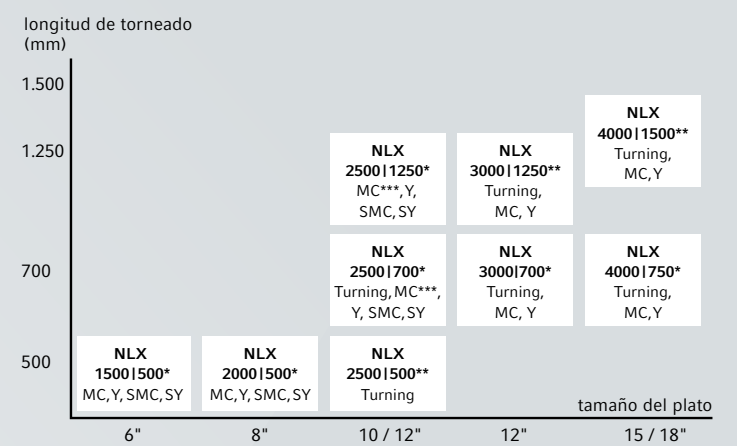 longitud de torneado
(mm)
1.500
NLX
4000|1500**
Turning,
MC,Y
1.250
NLX
2500|1250*
MC***,Y,
SMC,SY
NLX
3000|1250**
Turning,
MC, Y
700
NLX
2500|700*
Turning,MC***,
Y, SMC,SY
NLX
3000|700*
Turning,
MC, Y
NLX
4000|750*
Turning,
MC,Y
500
NLX
1500|500*
MC,Y, SMC,SY
NLX
2000|500*
MC,Y, SMC,SY
NLX
2500|500**
Turning
tamaño del plato
6"
8"
10 / 12"
12"
15 / 18"